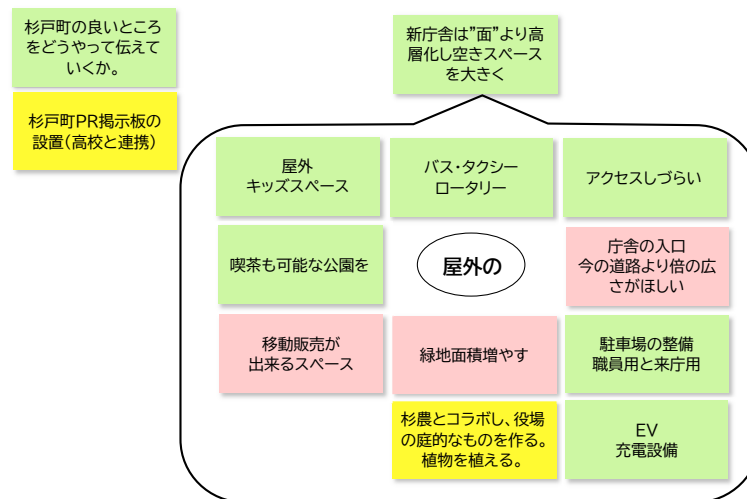 杉戸町の良いところ
をどうやって伝えて
いくか。
杉戸町PR掲示板の
設置(高校と連携)
新庁舎は”面”より高
層化し空きスペース
を大きく
屋外
キッズスペース
バス・タクシー
ロータリー
アクセスしづらい
喫茶も可能な公園を
屋外の
庁舎の入口
今の道路より倍の広
さがほしい
移動販売が
出来るスペース
緑地面積増やす
駐車場の整備
職員用と来庁用
杉農とコラボし、役場
の庭的なものを作る。
植物を植える。
EV
充電設備